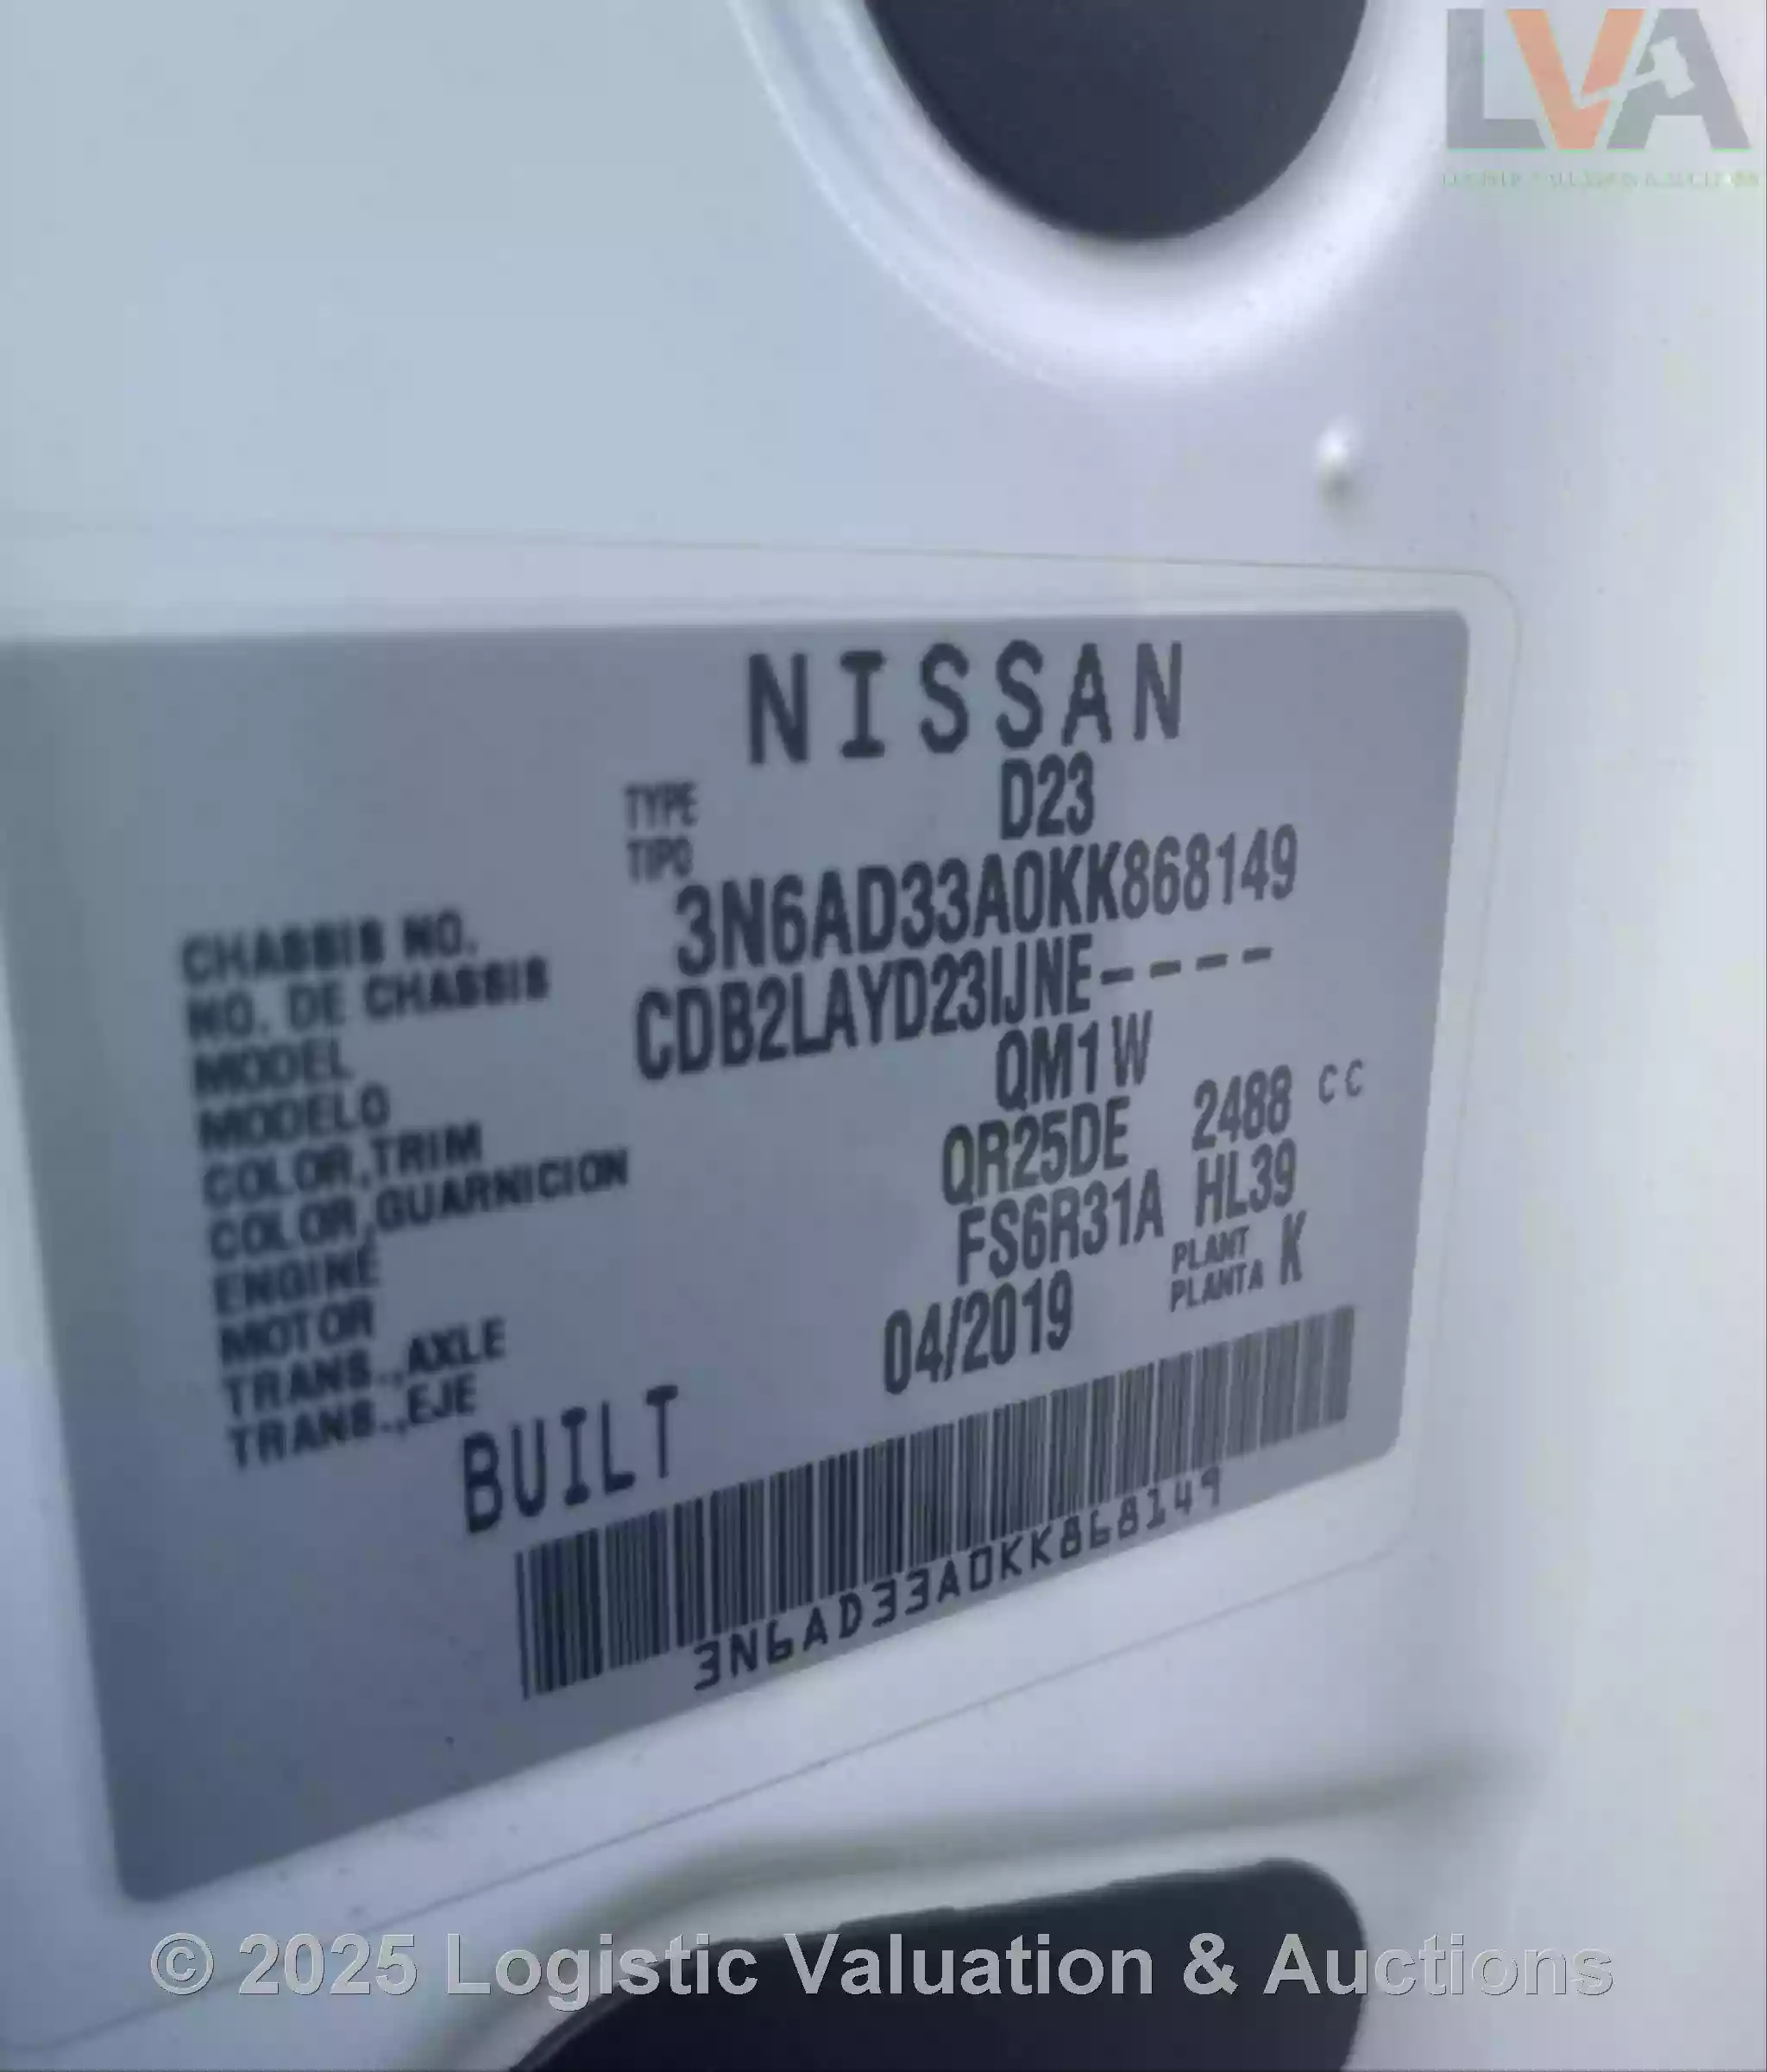 LVA
NISSAN
TYPE
TIPO
D23
CHASSIS NO.
NO. DE CHASSIS
3N6AD33A0KK868149
MODEL
MODELO
CDB2LAYD23IJNE----
COLOR,TRIM
COLOR,GUARNICION
QM1W
ENGINE
MOTOR
QR25DE 2488 CC
TRANS.,AXLE
TRANS.,EJE
FS6R31A HL39
PLANT
PLANTA
K
BUILT 04/2019
3N6AD33A0KK868149
© 2025 Logistic Valuation & Auctions